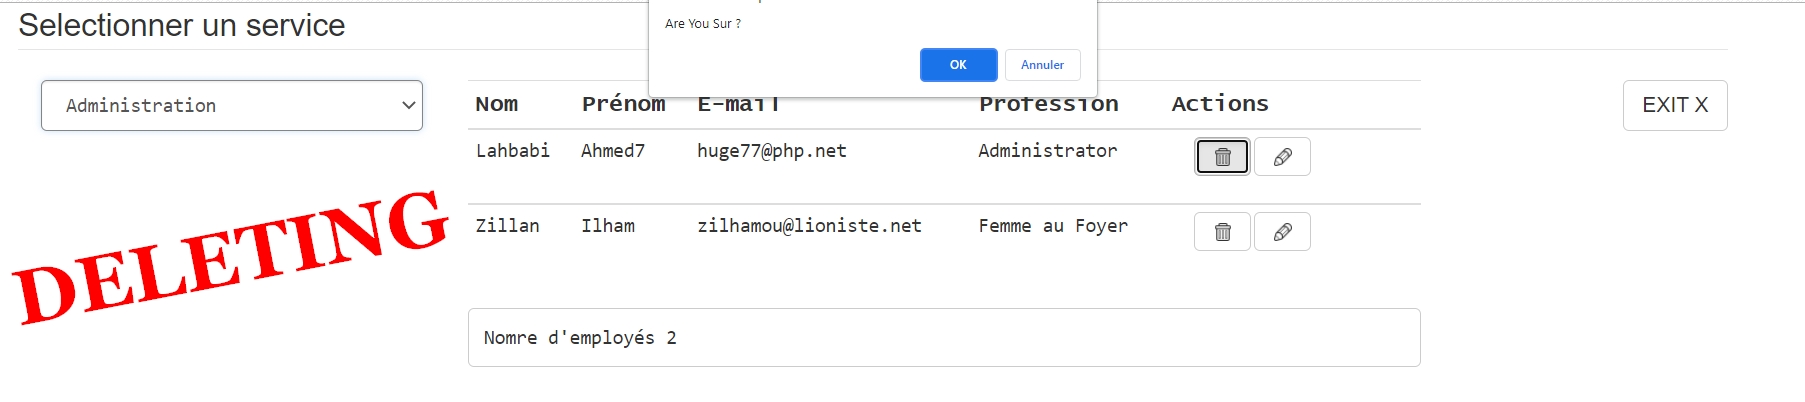 Selectionner un service
Are You Sur ?
OK Annuler
Administration
Nom Prénom E-mail Profession Actions
EXIT X
Lahbabi Ahmed7 huge77@php.net Administrator
Zillan Ilham zilhamou@lioniste.net Femme au Foyer
DELETING
Nomre d'employés 2